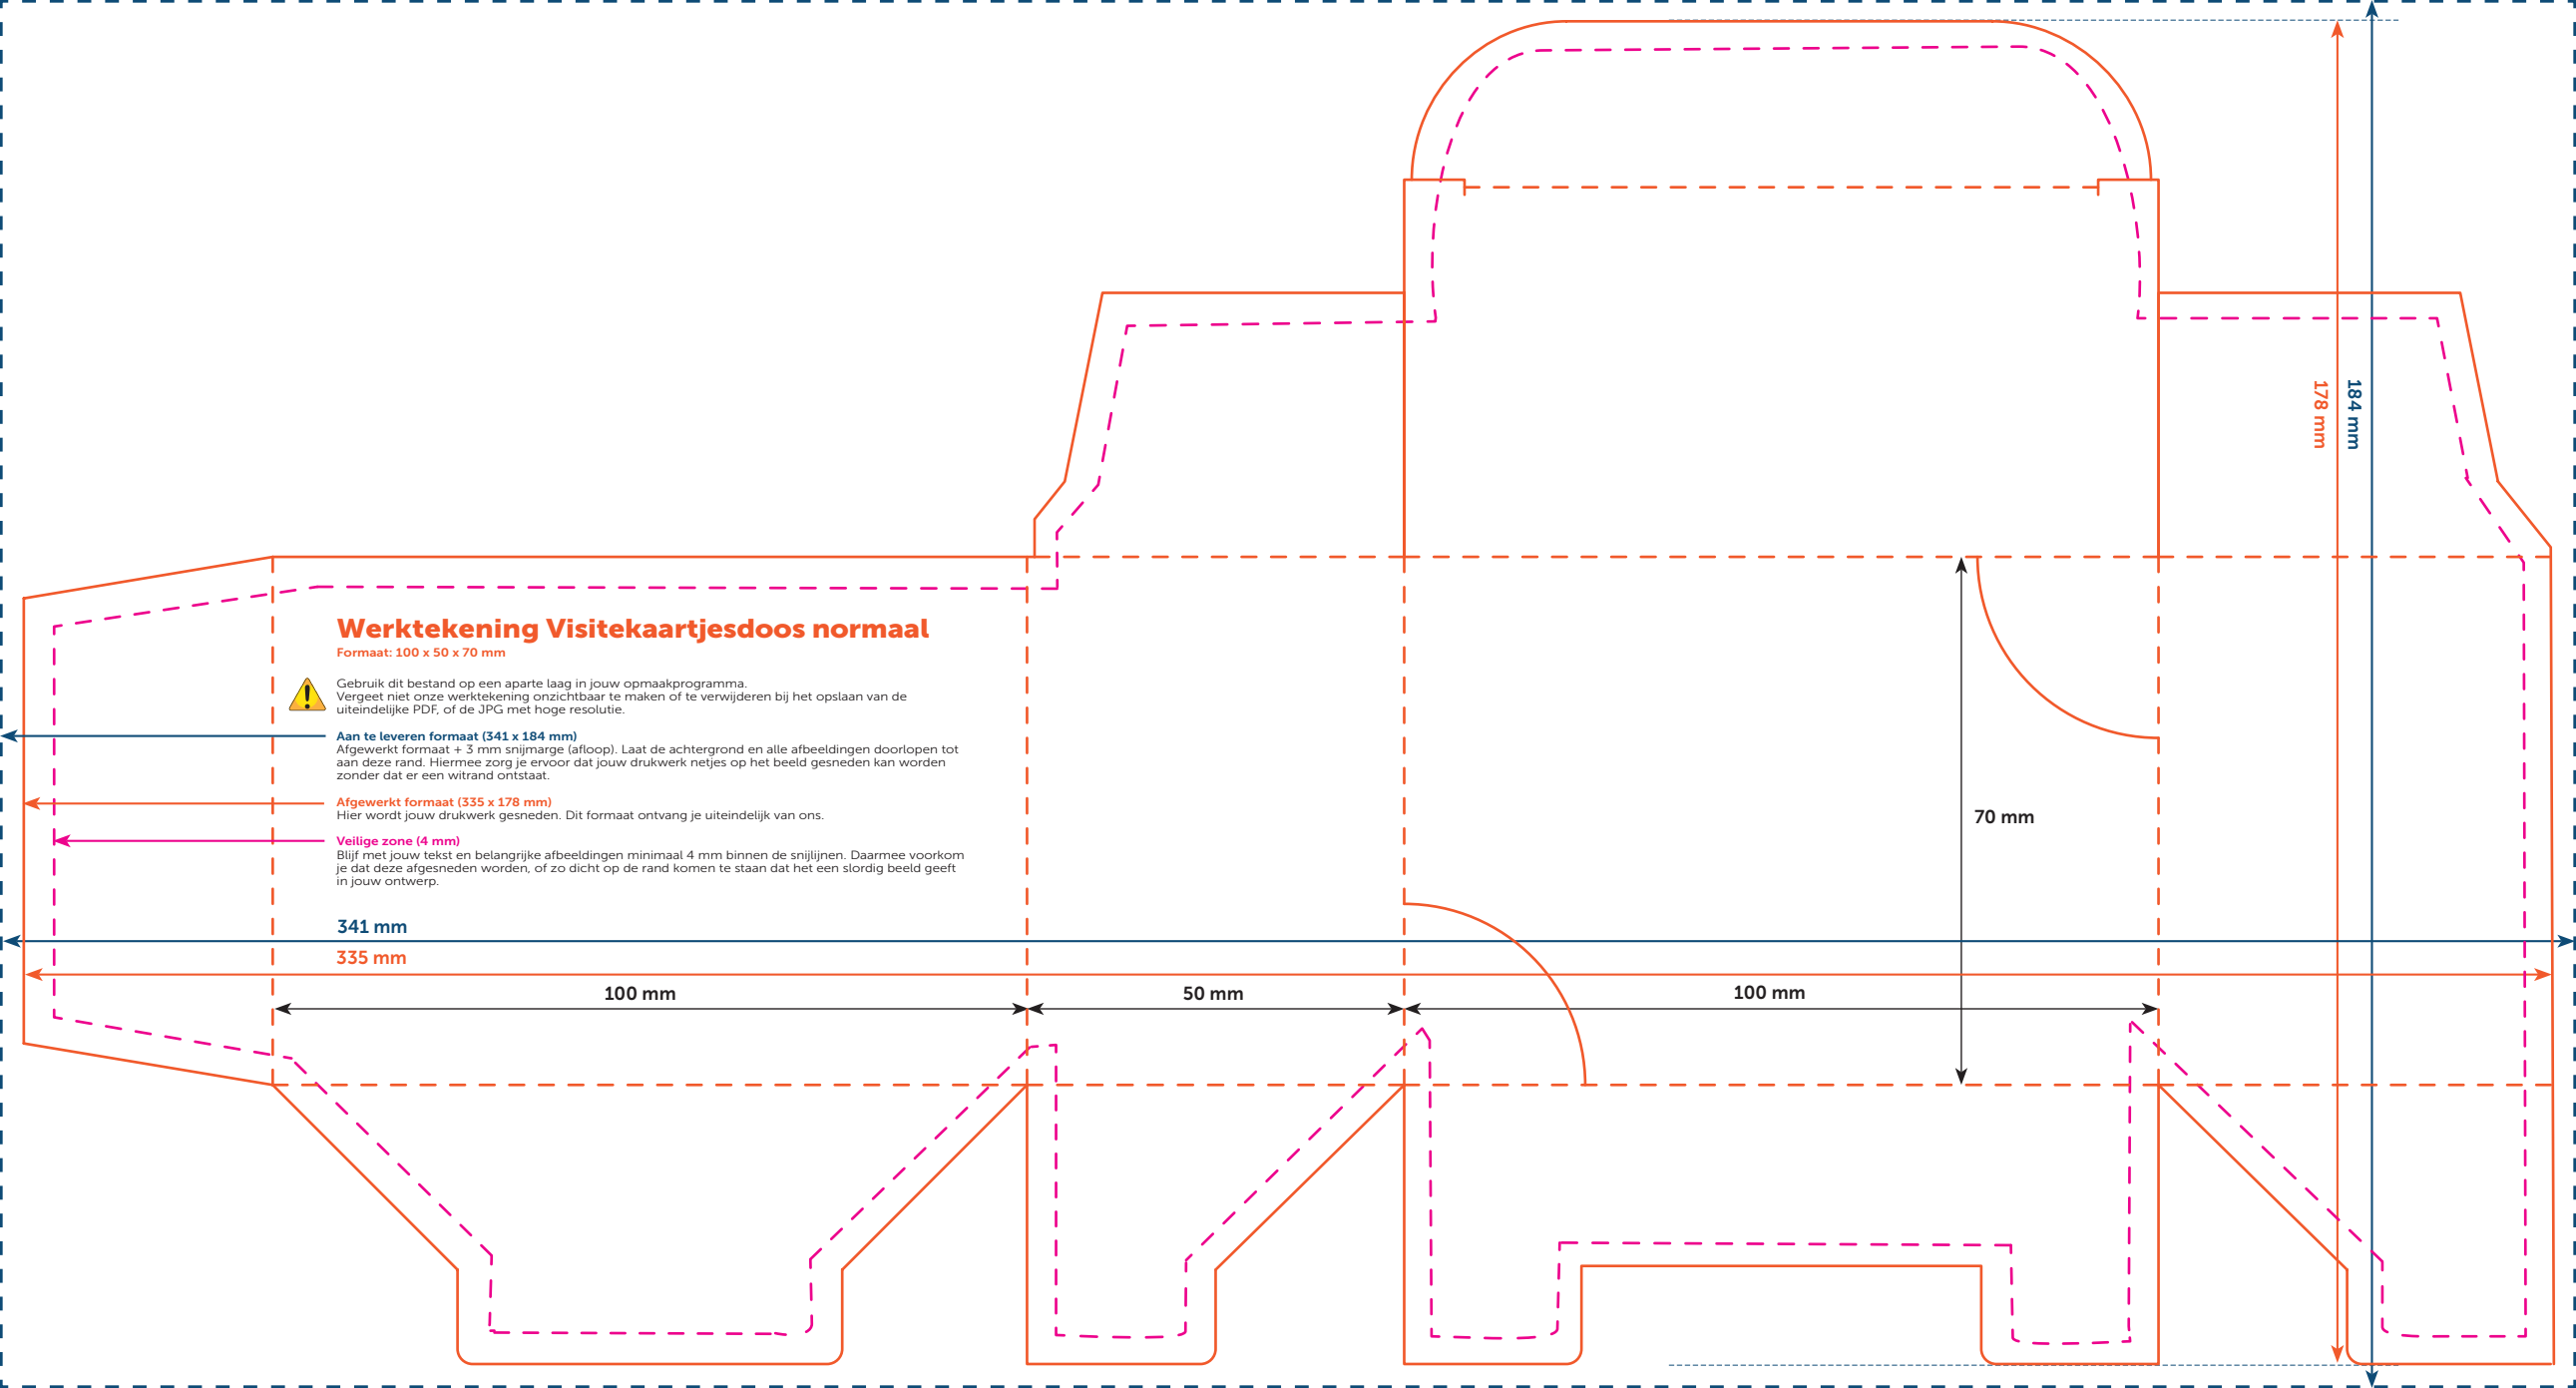 178 mm
184 mm
Werktekening Visitekaartjesdoos normaal
Formaat: 100 x 50 x 70 mm
Gebruik dit bestand op een aparte laag in jouw opmaakprogramma.
Vergeet niet onze werktekening onzichtbaar te maken of te verwijderen bij het opslaan van de
uiteindelijke PDF, of de JPG met hoge resolutie.
Aan te leveren formaat (341 x 184 mm)
Afgewerkt formaat + 3 mm snijmarge (afloop). Laat de achtergrond en alle afbeeldingen doorlopen tot
aan deze rand. Hiermee zorg je ervoor dat jouw drukwerk netjes op het beeld gesneden kan worden
zonder dat er een witrand ontstaat.
Afgewerkt formaat (335 x 178 mm)
Hier wordt jouw drukwerk gesneden. Dit formaat ontvang je uiteindelijk van ons.
Veilige zone (4 mm)
Blijf met jouw tekst en belangrijke afbeeldingen minimaal 4 mm binnen de snijlijnen. Daarmee voorkom
je dat deze afgesneden worden, of zo dicht op de rand komen te staan dat het een slordig beeld geeft
in jouw ontwerp.
70 mm
341 mm
335 mm
100 mm
50 mm
100 mm